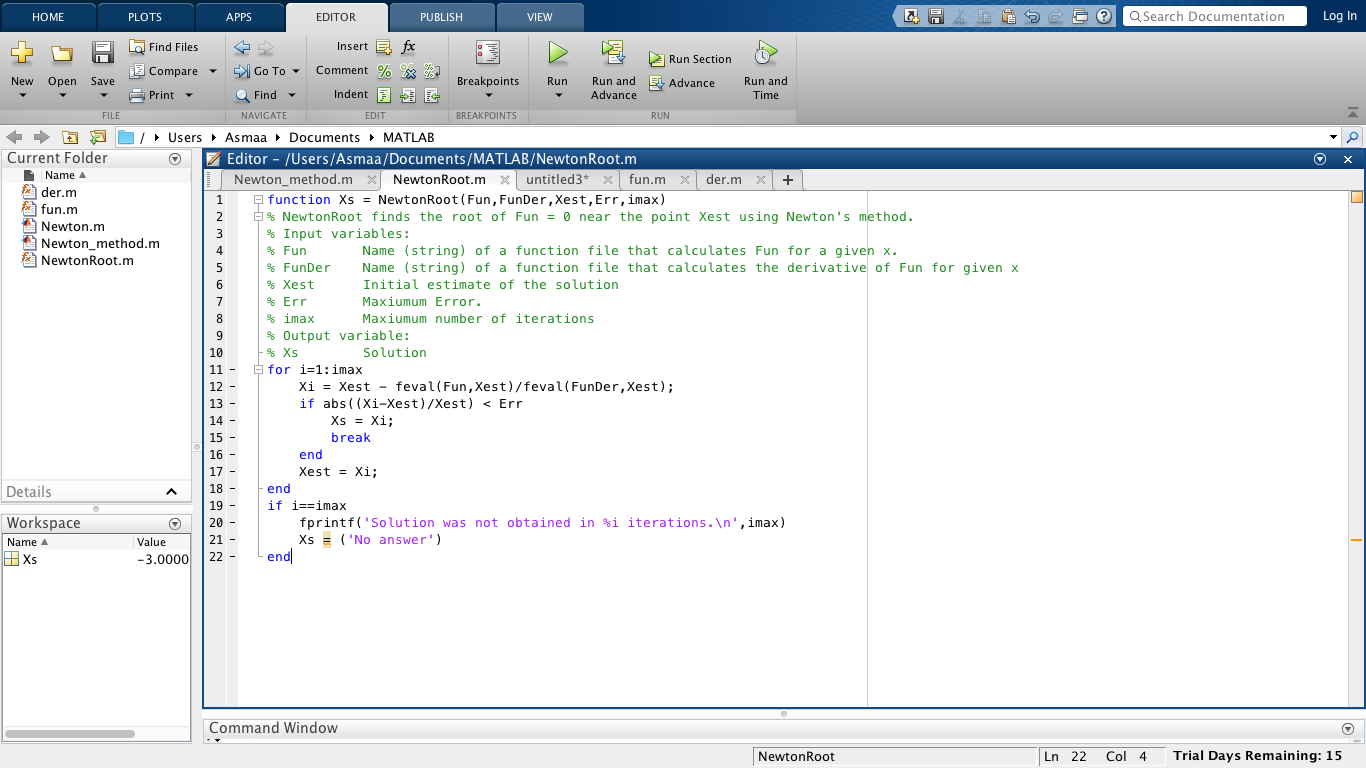 HOME PLOTS APPS EDITOR PUBLISH VIEW Search Documentation Log In
New Open Save Find Files Compare Print
Go To Find
Insert fx Comment Indent
Breakpoints
Run Run and Advance Run Section Advance Run and Time
FILE NAVIGATE EDIT BREAKPOINTS RUN
/ Users Asmaa Documents MATLAB
Current Folder
Name
der.m
fun.m
Newton.m
Newton_method.m
NewtonRoot.m
Details
Workspace
Name Value
Xs -3.0000
Editor - /Users/Asmaa/Documents/MATLAB/NewtonRoot.m
Newton_method.m NewtonRoot.m untitled3* fun.m der.m
1 function Xs = NewtonRoot(Fun,FunDer,Xest,Err,imax)
2 % NewtonRoot finds the root of Fun = 0 near the point Xest using Newton's method.
3 % Input variables:
4 % Fun Name (string) of a function file that calculates Fun for a given x.
5 % FunDer Name (string) of a function file that calculates the derivative of Fun for given x
6 % Xest Initial estimate of the solution
7 % Err Maxiumum Error.
8 % imax Maxiumum number of iterations
9 % Output variable:
10 % Xs Solution
11 - for i=1:imax
12 - Xi = Xest - feval(Fun,Xest)/feval(FunDer,Xest);
13 - if abs((Xi-Xest)/Xest) < Err
14 - Xs = Xi;
15 - break
16 - end
17 - Xest = Xi;
18 - end
19 - if i==imax
20 - fprintf('Solution was not obtained in %i iterations.\n',imax)
21 - Xs = ('No answer')
22 - end
Command Window
NewtonRoot Ln 22 Col 4 Trial Days Remaining: 15